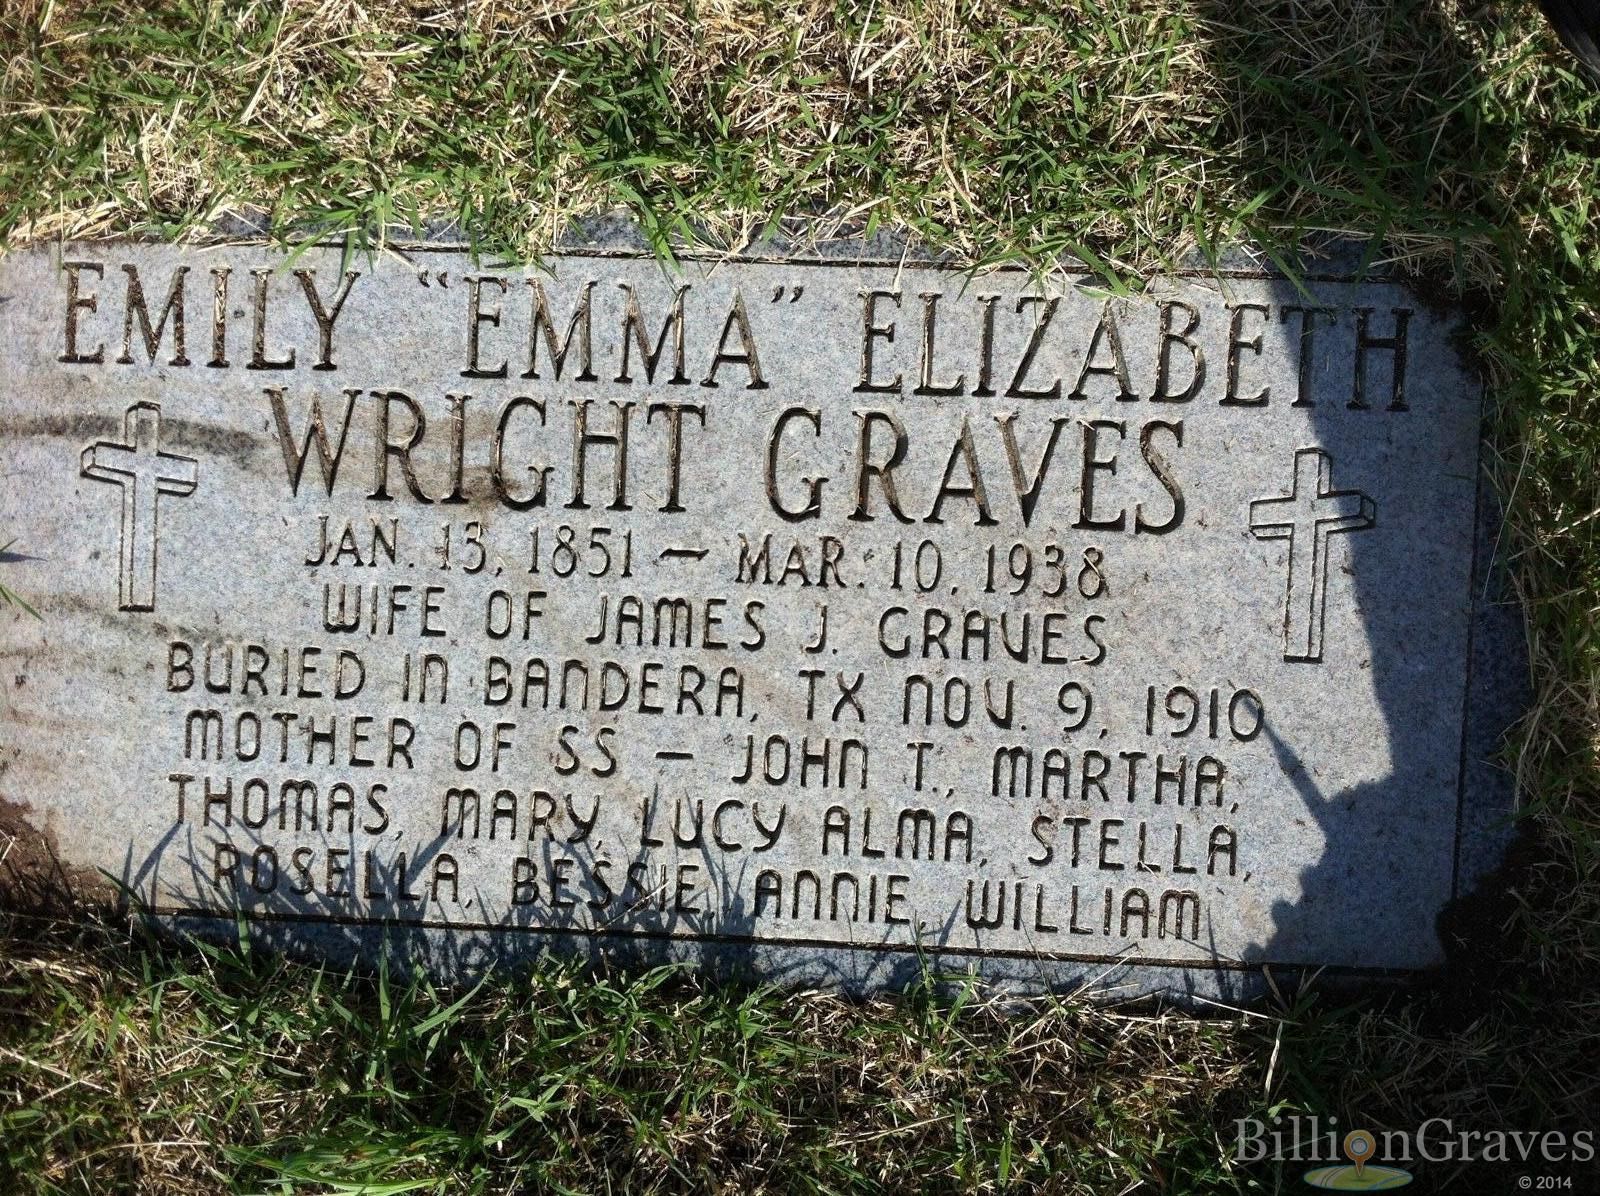 EMILY "EMMA" ELIZABETH
WRIGHT GRAVES
JAN. 13, 1851 – MAR. 10, 1938
WIFE OF JAMES J. GRAVES
BURIED IN BANDERA, TX NOV. 9, 1910
MOTHER OF SS – JOHN T., MARTHA,
THOMAS, MARY, LUCY ALMA, STELLA,
ROSELLA, BESSIE, ANNIE, WILLIAM
BillionGraves
© 2014